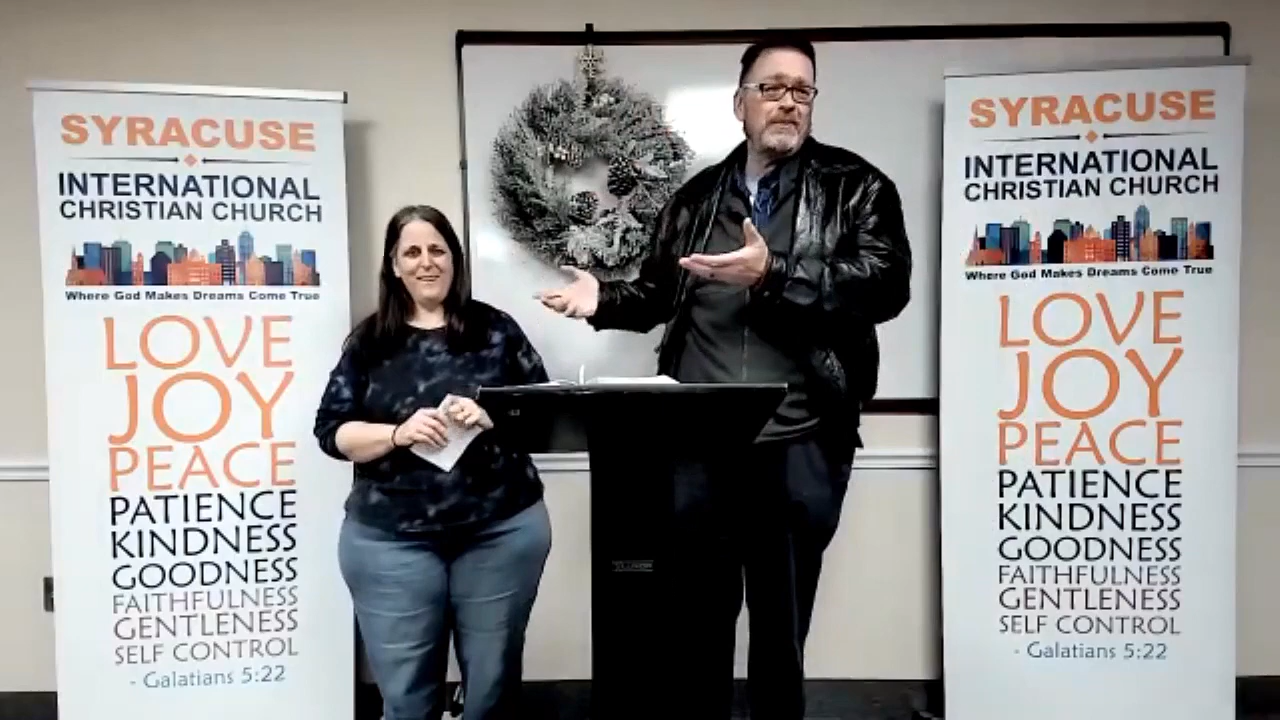 SYRACUSE
INTERNATIONAL
CHRISTIAN CHURCH
Where God Makes Dreams Come True
LOVE
JOY
PEACE
PATIENCE
KINDNESS
GOODNESS
FAITHFULNESS
GENTLENESS
SELF CONTROL
- Galatians 5:22
SYRACUSE
INTERNATIONAL
CHRISTIAN CHURCH
Where God Makes Dreams Come True
LOVE
JOY
PEACE
PATIENCE
KINDNESS
GOODNESS
FAITHFULNESS
GENTLENESS
SELF CONTROL
- Galatians 5:22